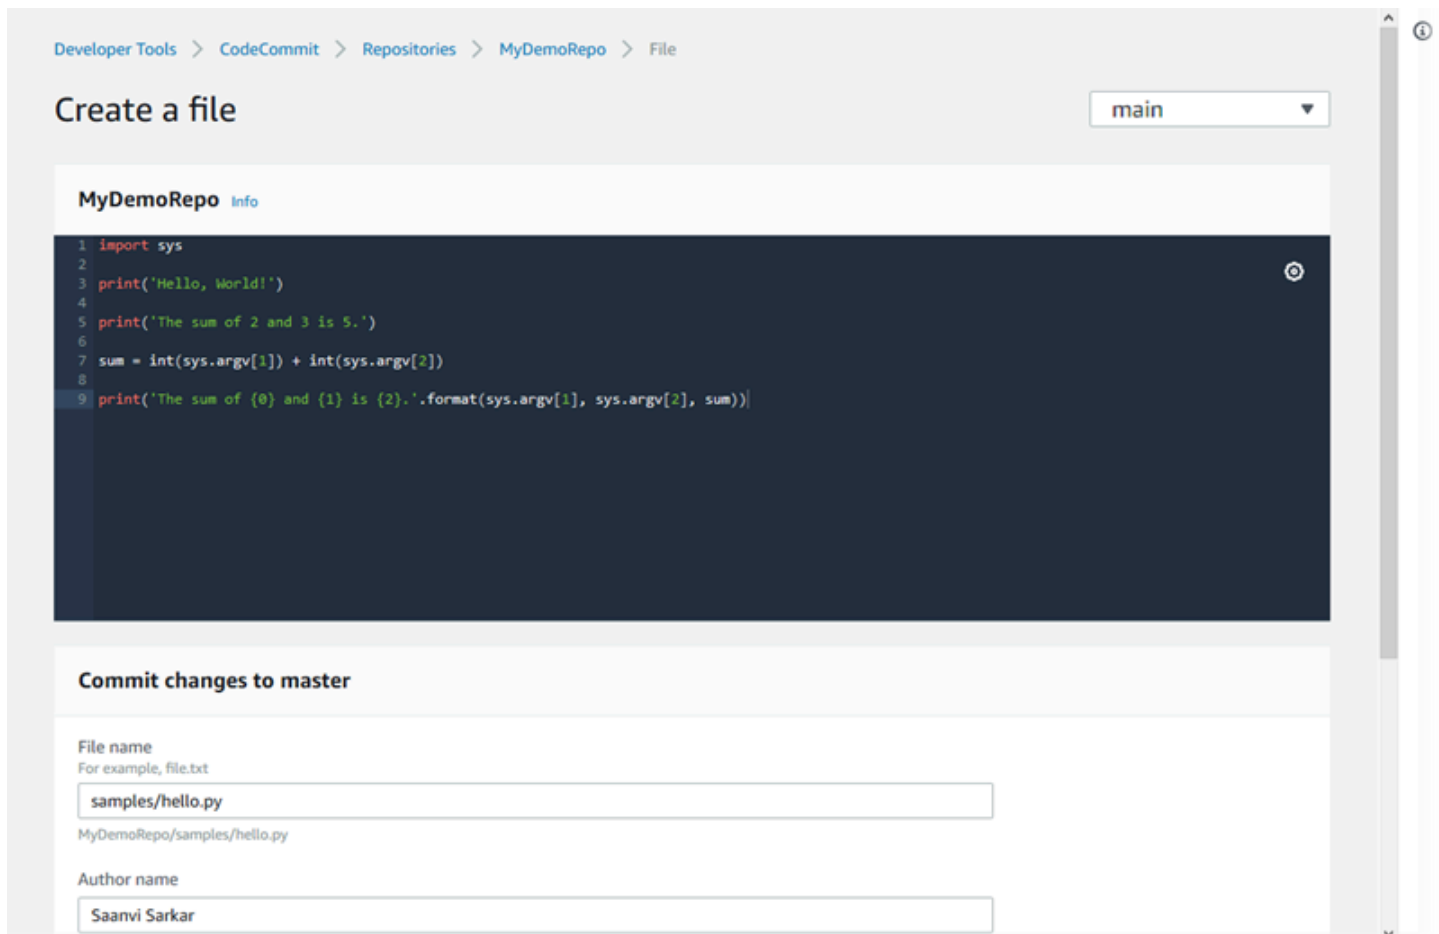 Developer Tools > CodeCommit > Repositories > MyDemoRepo > File
Create a file
main
MyDemoRepo Info
1 import sys
2
3 print('Hello, World!')
4
5 print('The sum of 2 and 3 is 5.')
6
7 sum = int(sys.argv[1]) + int(sys.argv[2])
8
9 print('The sum of {0} and {1} is {2}.'.format(sys.argv[1], sys.argv[2], sum))
Commit changes to master
File name
For example, file.txt
samples/hello.py
MyDemoRepo/samples/hello.py
Author name
Saanvi Sarkar